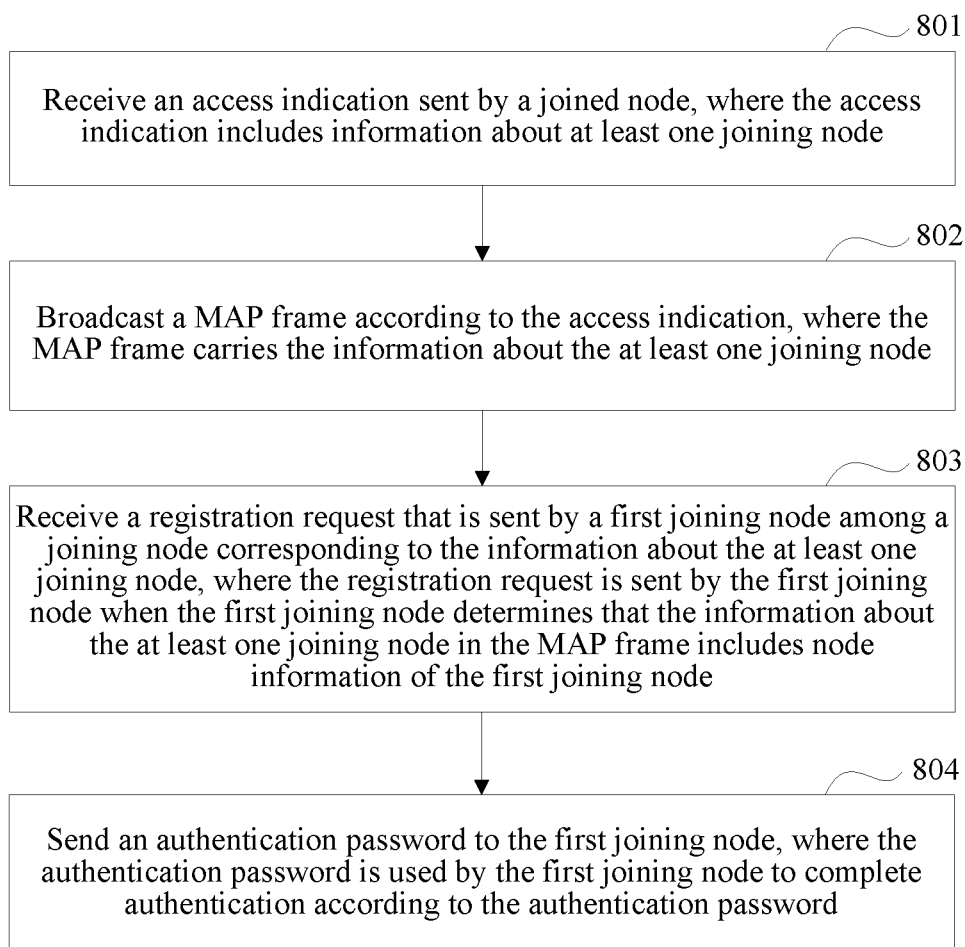 801
Receive an access indication sent by a joined node, where the access
indication includes information about at least one joining node
802
Broadcast a MAP frame according to the access indication, where the
MAP frame carries the information about the at least one joining node
803
Receive a registration request that is sent by a first joining node among a
joining node corresponding to the information about the at least one
joining node, where the registration request is sent by the first joining
node when the first joining node determines that the information about
the at least one joining node in the MAP frame includes node
information of the first joining node
804
Send an authentication password to the first joining node, where the
authentication password is used by the first joining node to complete
authentication according to the authentication password